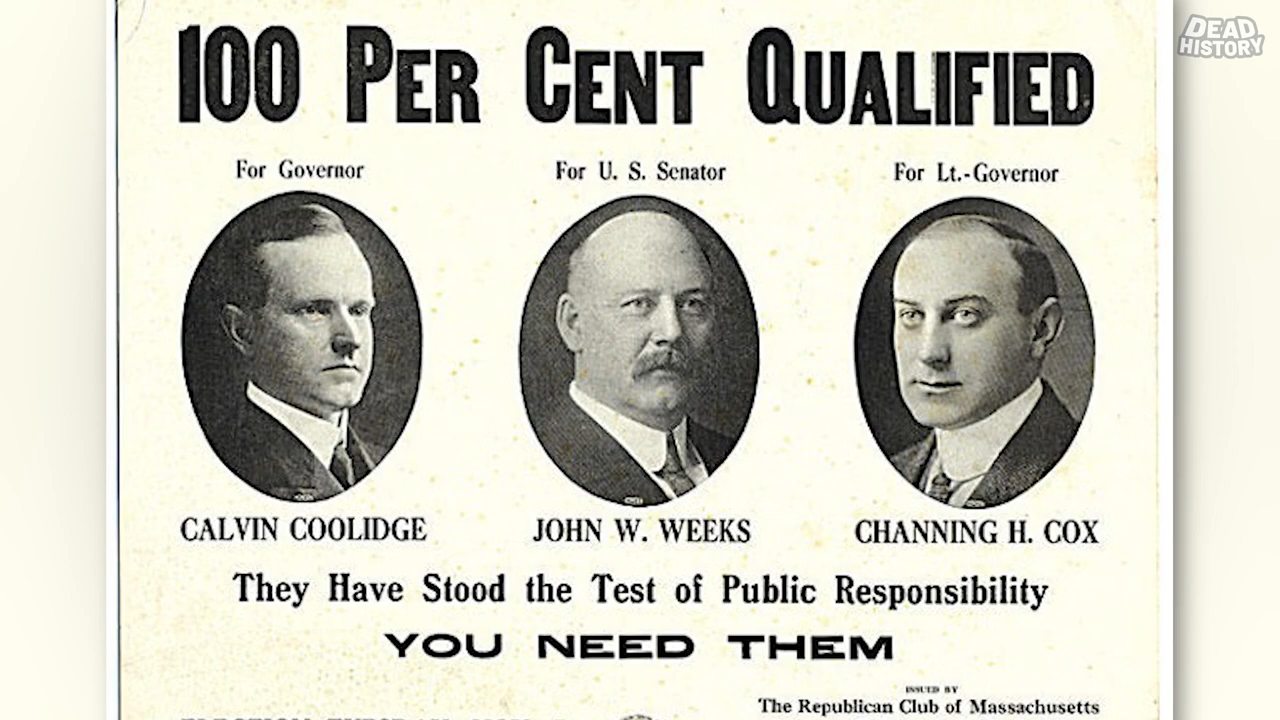 DEAD
HISTORY
100 PER CENT QUALIFIED
For Governor
For U. S. Senator
For Lt.-Governor
CALVIN COOLIDGE
JOHN W. WEEKS
CHANNING H. COX
They Have Stood the Test of Public Responsibility
YOU NEED THEM
ISSUED BY
The Republican Club of Massachusetts